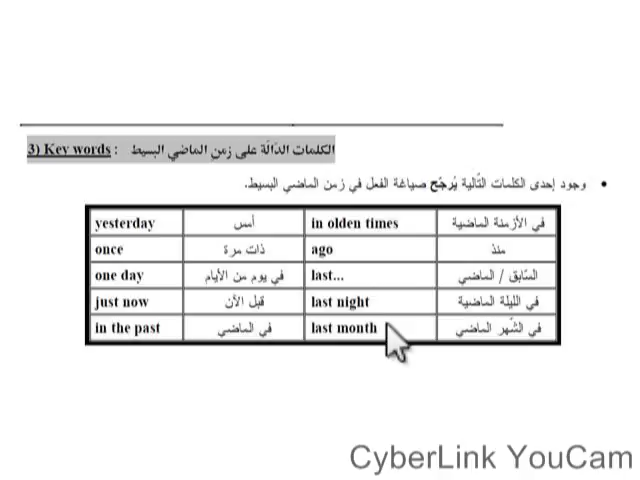 3) Key words : الكلمات الدّالّة على زمن الماضي البسيط
• وجود إحدى الكلمات التّالية يُرجّح صياغة الفعل في زمن الماضي البسيط.
yesterday أمس in olden times في الأزمنة الماضية
once ذات مرة ago منذ
one day في يوم من الأيام last... السّابق / الماضي
just now قبل الآن last night في الليلة الماضية
in the past في الماضي last month في الشّهر الماضي
CyberLink YouCam